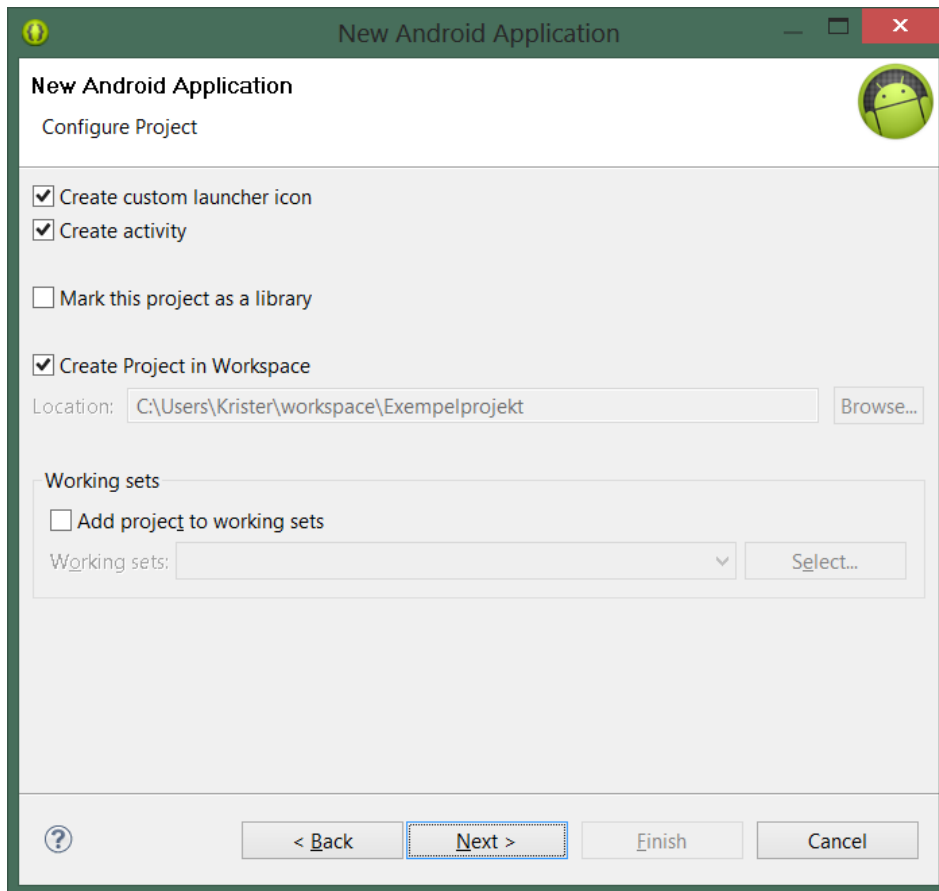 New Android Application
New Android Application
Configure Project
Create custom launcher icon
Create activity
Mark this project as a library
Create Project in Workspace
Location: C:\Users\Krister\workspace\Exempelprojekt Browse...
Working sets
Add project to working sets
Working sets: Select...
? < Back Next > Finish Cancel